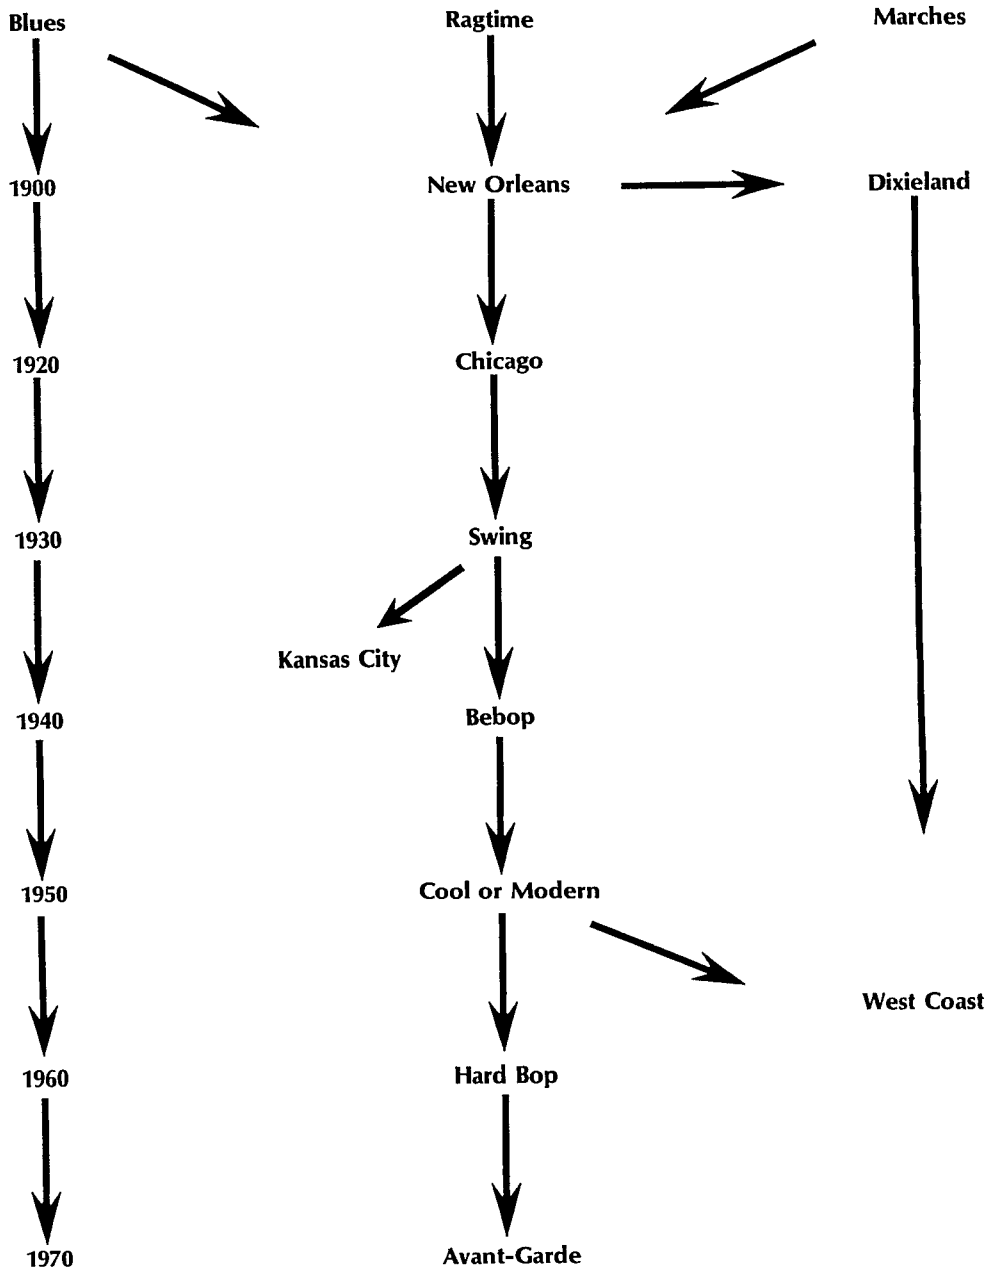 Blues
Ragtime
Marches
1900
New Orleans
Dixieland
1920
Chicago
1930
Swing
Kansas City
1940
Bebop
1950
Cool or Modern
West Coast
1960
Hard Bop
1970
Avant-Garde